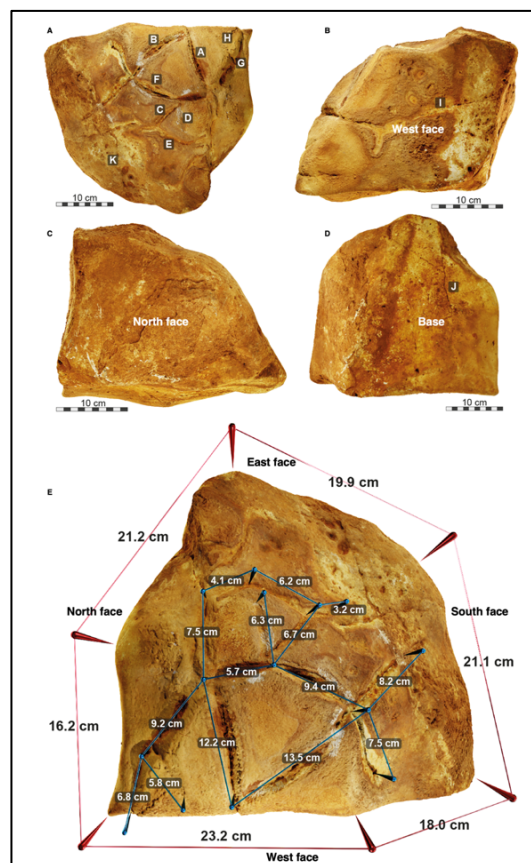 A
B
A
H
G
F
C
D
E
K
10 cm
B
I
West face
10 cm
C
North face
10 cm
D
J
Base
10 cm
E
East face
19.9 cm
21.2 cm
4.1 cm
6.2 cm
6.3 cm
3.2 cm
North face
South face
7.5 cm
6.7 cm
5.7 cm
8.2 cm
21.1 cm
9.4 cm
9.2 cm
16.2 cm
12.2 cm
7.5 cm
13.5 cm
5.8 cm
6.8 cm
18.0 cm
23.2 cm
West face